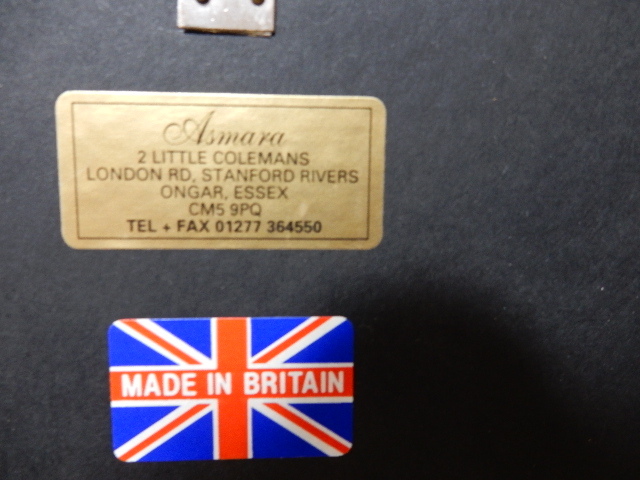 Asmara
2 LITTLE COLEMANS
LONDON RD, STANFORD RIVERS
ONGAR, ESSEX
CM5 9PQ
TEL + FAX 01277 364550
MADE IN BRITAIN